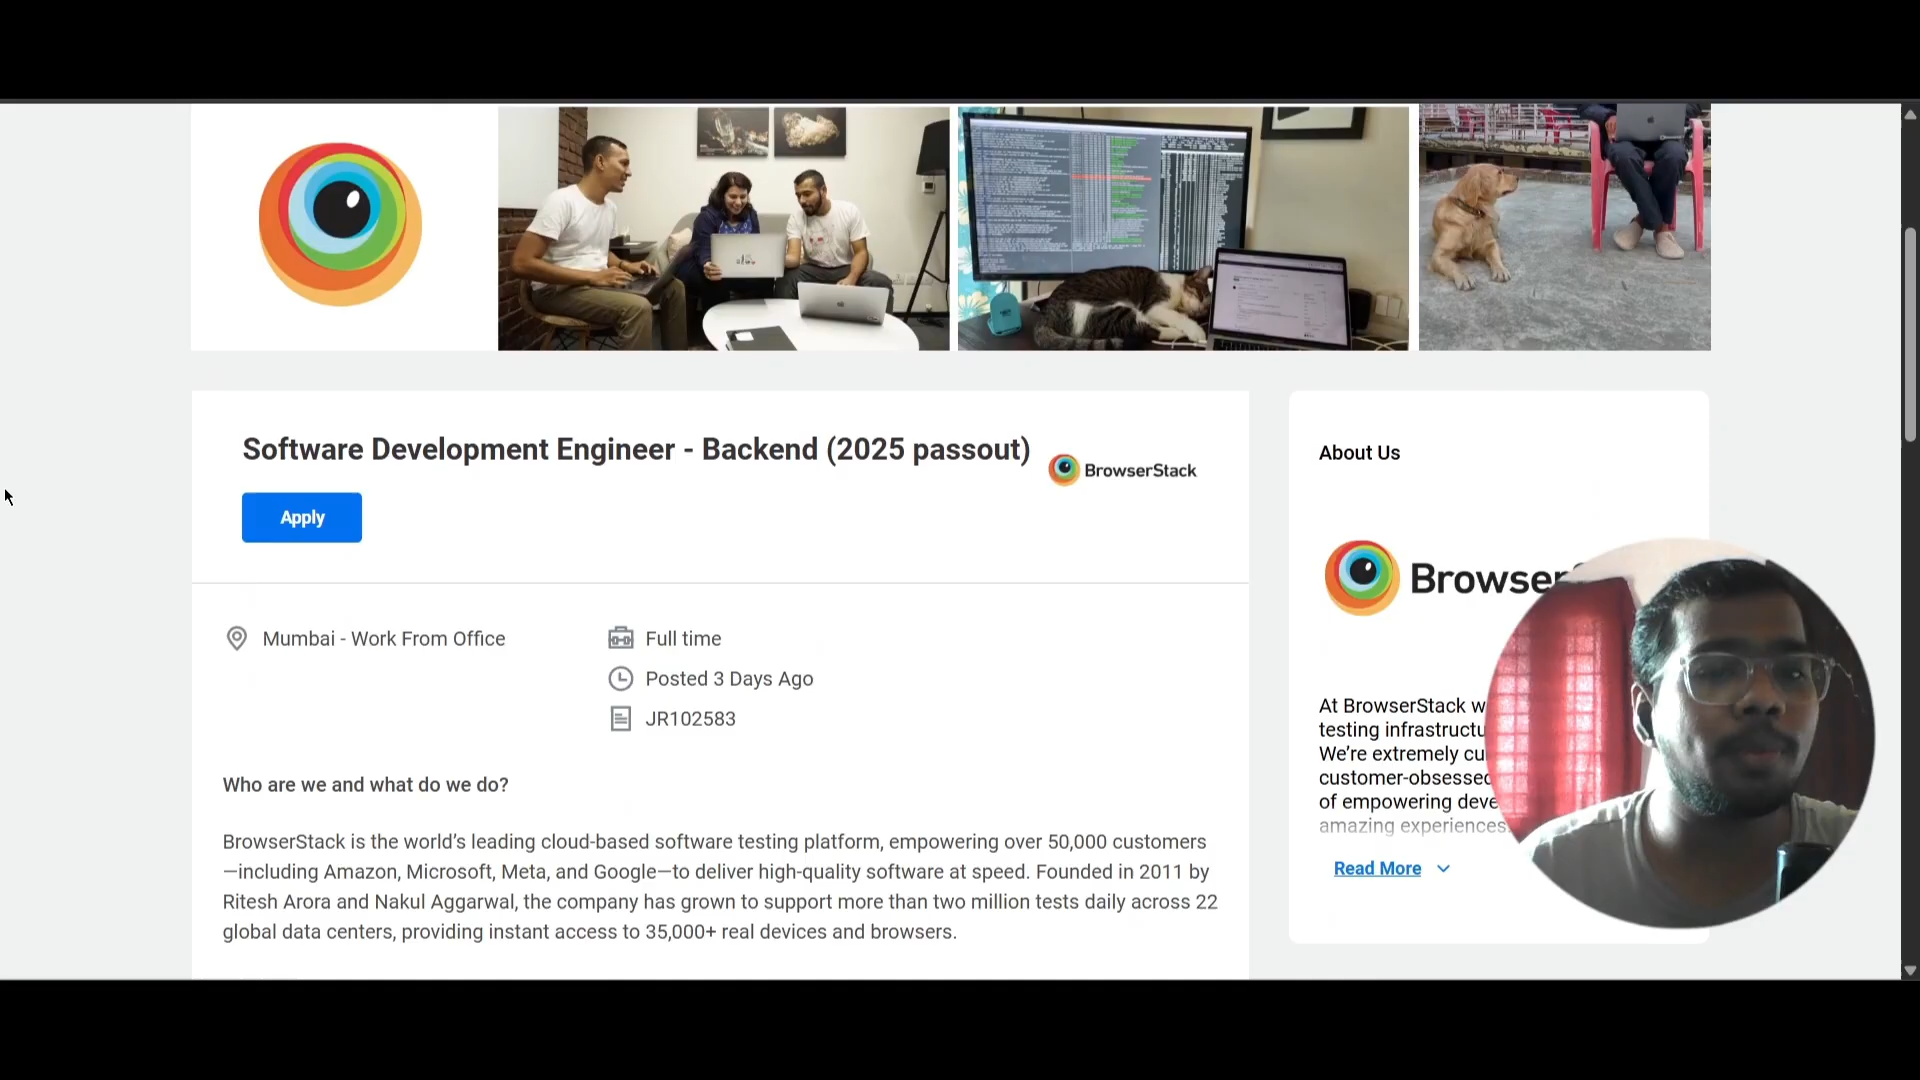 Software Development Engineer - Backend (2025 passout)
BrowserStack
Apply
Mumbai - Work From Office
Full time
Posted 3 Days Ago
JR102583
Who are we and what do we do?
BrowserStack is the world’s leading cloud-based software testing platform, empowering over 50,000 customers
—including Amazon, Microsoft, Meta, and Google—to deliver high-quality software at speed. Founded in 2011 by
Ritesh Arora and Nakul Aggarwal, the company has grown to support more than two million tests daily across 22
global data centers, providing instant access to 35,000+ real devices and browsers.
About Us
Browser
At BrowserStack w
testing infrastructu
We’re extremely cu
customer-obsessed
of empowering deve
amazing experiences.
Read More